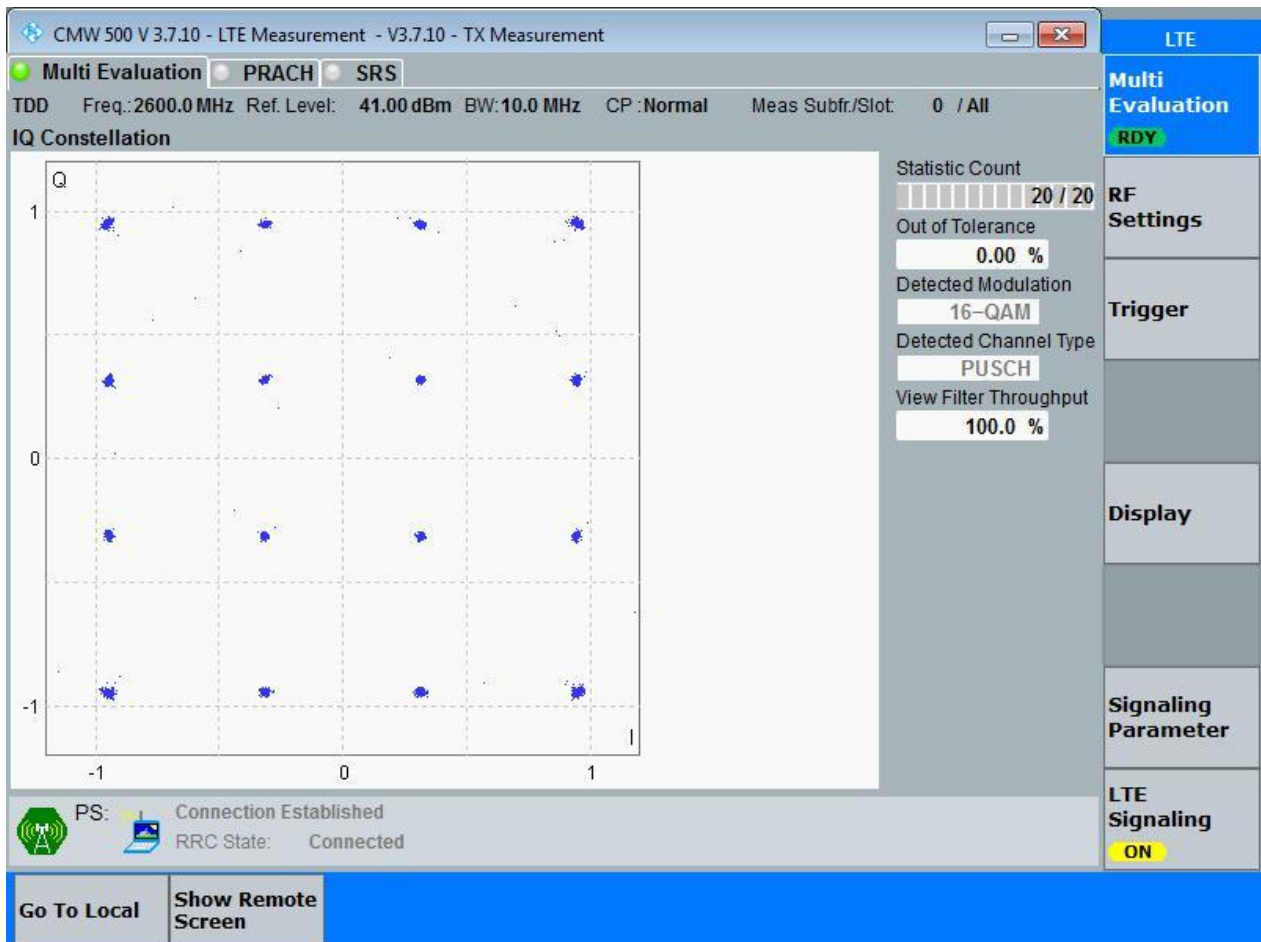 CMW 500 V 3.7.10 - LTE Measurement - V3.7.10 - TX Measurement
LTE
Multi Evaluation PRACH SRS
TDD Freq.:2600.0 MHz Ref. Level: 41.00 dBm BW:10.0 MHz CP :Normal Meas Subfr./Slot: 0 / All
IQ Constellation
Q
1
0
-1
I
-1 0 1
Statistic Count
20 / 20
Out of Tolerance
0.00 %
Detected Modulation
16-QAM
Detected Channel Type
PUSCH
View Filter Throughput
100.0 %
Multi
Evaluation
RDY
RF
Settings
Trigger
Display
Signaling
Parameter
LTE
Signaling
ON
PS: Connection Established
RRC State: Connected
Go To Local
Show Remote
Screen